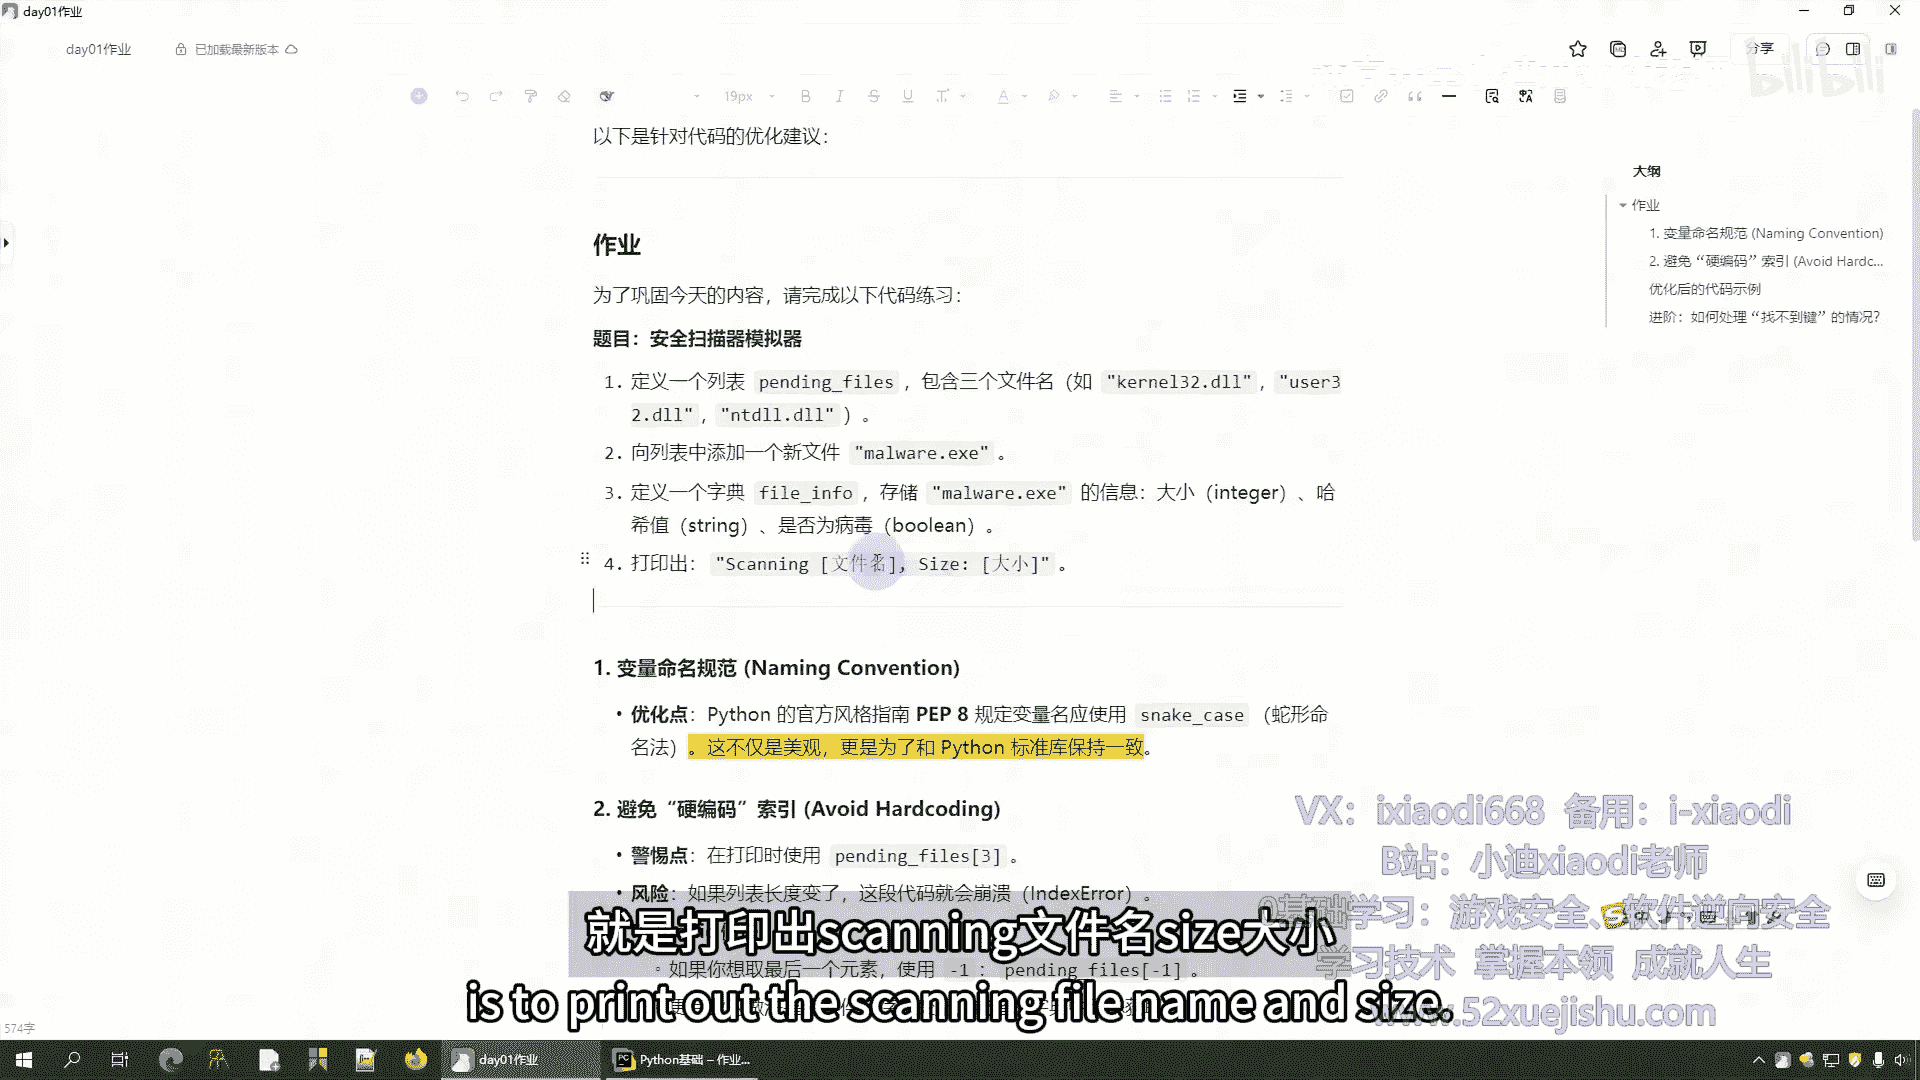 day01作业
day01作业
已加载最新版本
分享
bilibili
19px
以下是针对代码的优化建议：
大纲
作业
1. 变量命名规范 (Naming Convention)
2. 避免“硬编码”索引 (Avoid Hardc...
优化后的代码示例
进阶：如何处理“找不到键”的情况？
作业
为了巩固今天的内容，请完成以下代码练习：
题目：安全扫描器模拟器
1. 定义一个列表 pending_files ，包含三个文件名（如 "kernel32.dll" ，"user3
2.dll" ，"ntdll.dll" ）。
2. 向列表中添加一个新文件 "malware.exe" 。
3. 定义一个字典 file_info ，存储 "malware.exe" 的信息：大小（integer）、哈
希值（string）、是否为病毒（boolean）。
4. 打印出： "Scanning [文件名], Size: [大小]" 。
1. 变量命名规范 (Naming Convention)
• 优化点：Python 的官方风格指南 PEP 8 规定变量名应使用 snake_case （蛇形命
名法）。这不仅是美观，更是为了和 Python 标准库保持一致。
2. 避免“硬编码”索引 (Avoid Hardcoding)
• 警惕点：在打印时使用 pending_files[3] 。
• 风险：如果列表长度变了，这段代码就会崩溃（IndexError）。
如果你想取最后一个元素，使用 -1 ： pending_files[-1] 。
就是打印出scanning文件名size大小
is to print out the scanning file name and size.
VX：ixiaodi668 备用：i-xiaodi
B站：小迪xiaodi老师
0基础学习：游戏安全、软件逆向安全
学习技术 掌握本领 成就人生
www.52xuejishu.com
574字
day01作业
Python基础 – 作业...